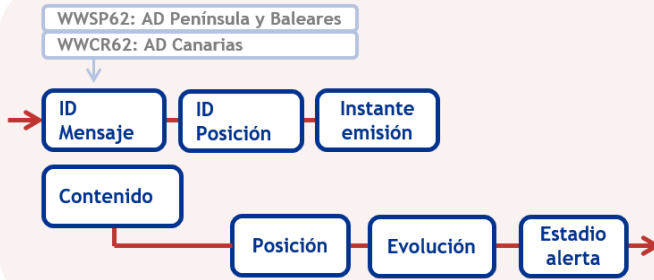 WWSP62: AD Península y Baleares
WWCR62: AD Canarias
ID
Mensaje
ID
Posición
Instante
emisión
Contenido
Posición
Evolución
Estadio
alerta